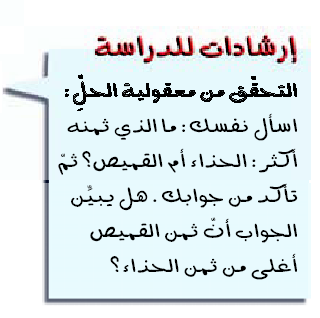 إرشادات للدراسة
التحقّق من معقولية الحلِّ:
اسأل نفسك: ما الذي ثمنه
أكثر: الحذاء أم القميص؟ ثمّ
تأكد من جوابك. هل يبيِّن
الجواب أنّ ثمن القميص
أغلى من ثمن الحذاء؟